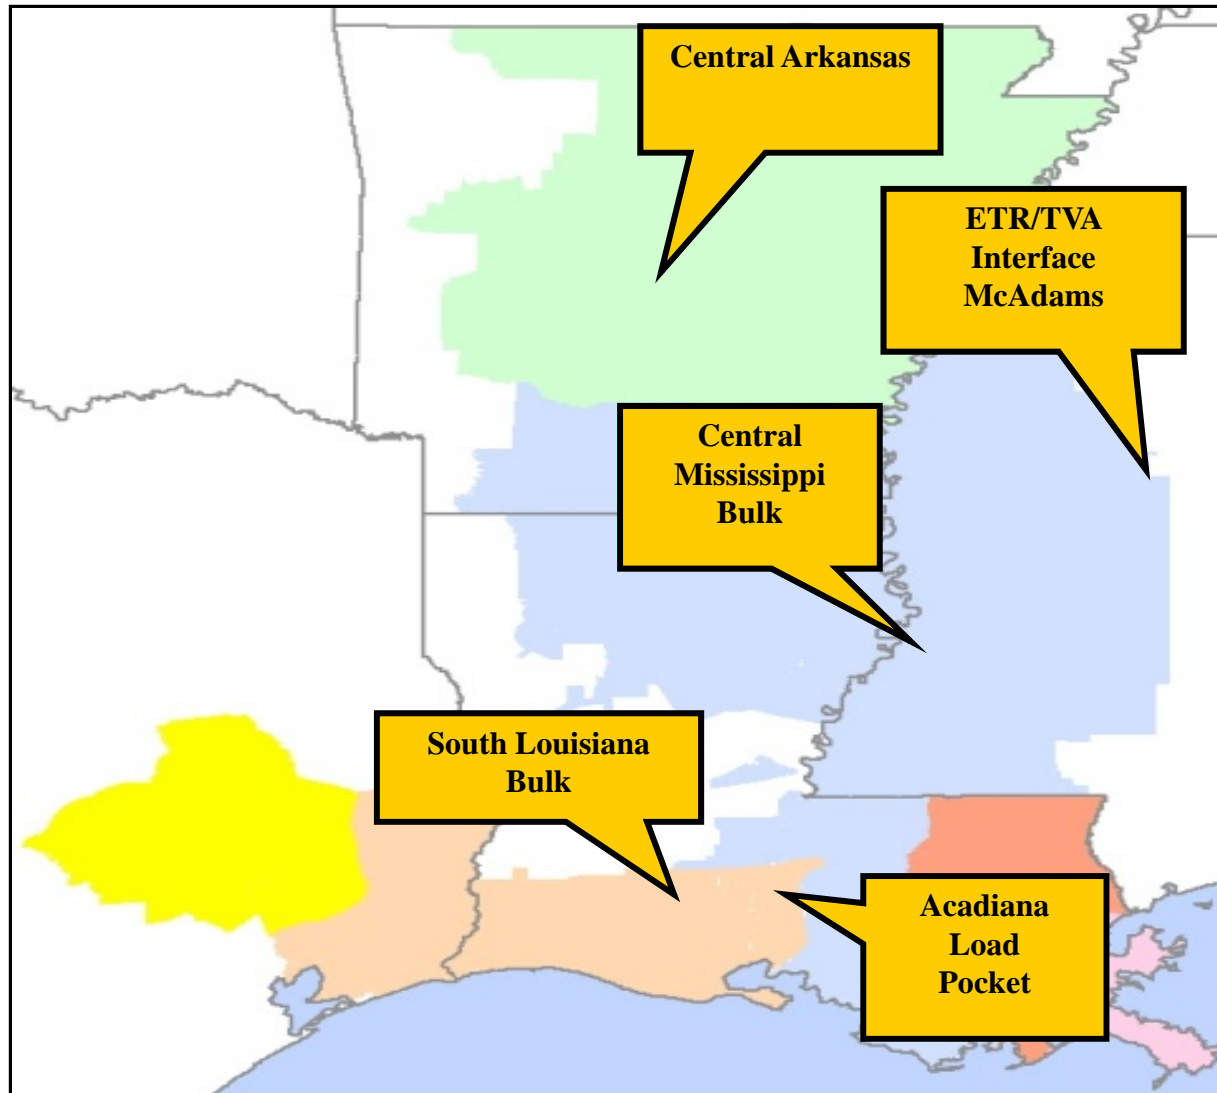 Central Arkansas
ETR/TVA
Interface
McAdams
Central
Mississippi
Bulk
South Louisiana
Bulk
Acadiana
Load
Pocket